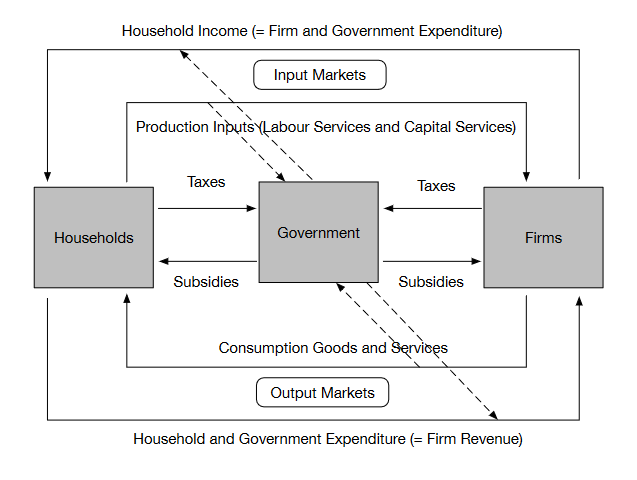 Household Income (= Firm and Government Expenditure)
Input Markets
Production Inputs (Labour Services and Capital Services)
Taxes
Taxes
Households
Government
Firms
Subsidies
Subsidies
Consumption Goods and Services
Output Markets
Household and Government Expenditure (= Firm Revenue)